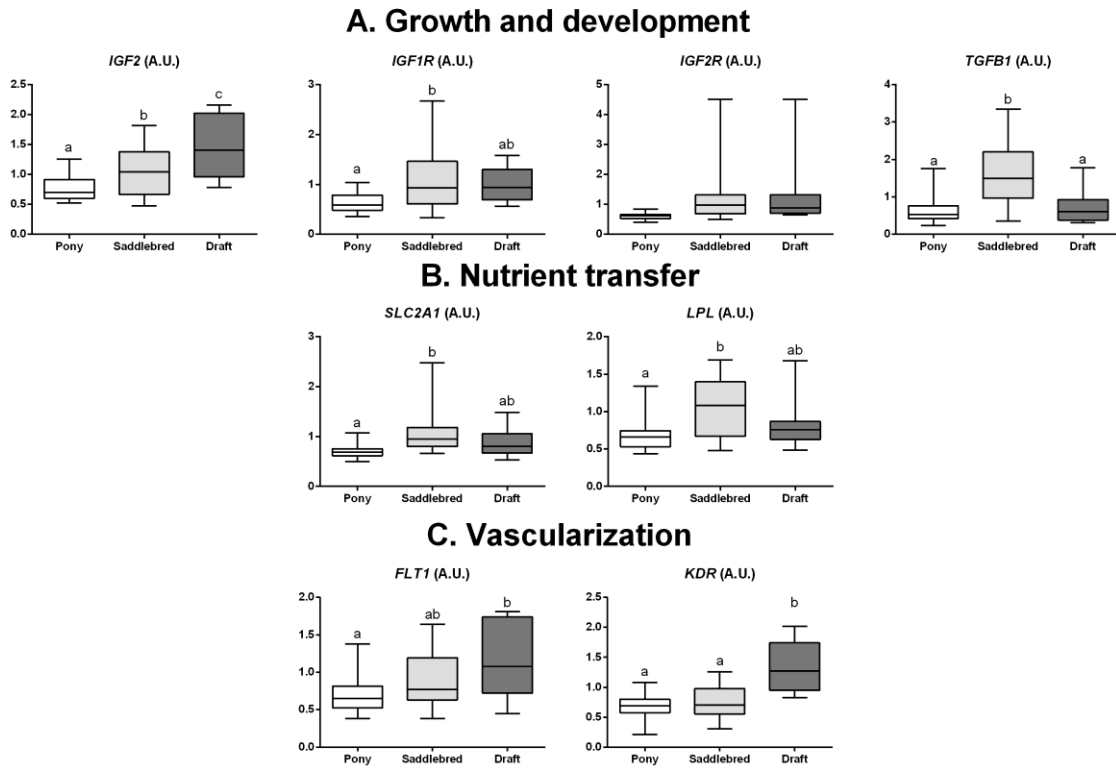 A. Growth and development
IGF2 (A.U.)
2.5
2.0
1.5
1.0
0.5
0.0
a
b
c
Pony
Saddlebred
Draft
IGF1R (A.U.)
3
2
1
0
a
b
ab
Pony
Saddlebred
Draft
IGF2R (A.U.)
5
4
3
2
1
0
Pony
Saddlebred
Draft
TGFB1 (A.U.)
4
3
2
1
0
a
b
a
Pony
Saddlebred
Draft
B. Nutrient transfer
SLC2A1 (A.U.)
3
2
1
0
a
b
ab
Pony
Saddlebred
Draft
LPL (A.U.)
2.0
1.5
1.0
0.5
0.0
a
b
ab
Pony
Saddlebred
Draft
C. Vascularization
FLT1 (A.U.)
2.0
1.5
1.0
0.5
0.0
a
ab
b
Pony
Saddlebred
Draft
KDR (A.U.)
2.5
2.0
1.5
1.0
0.5
0.0
a
a
b
Pony
Saddlebred
Draft